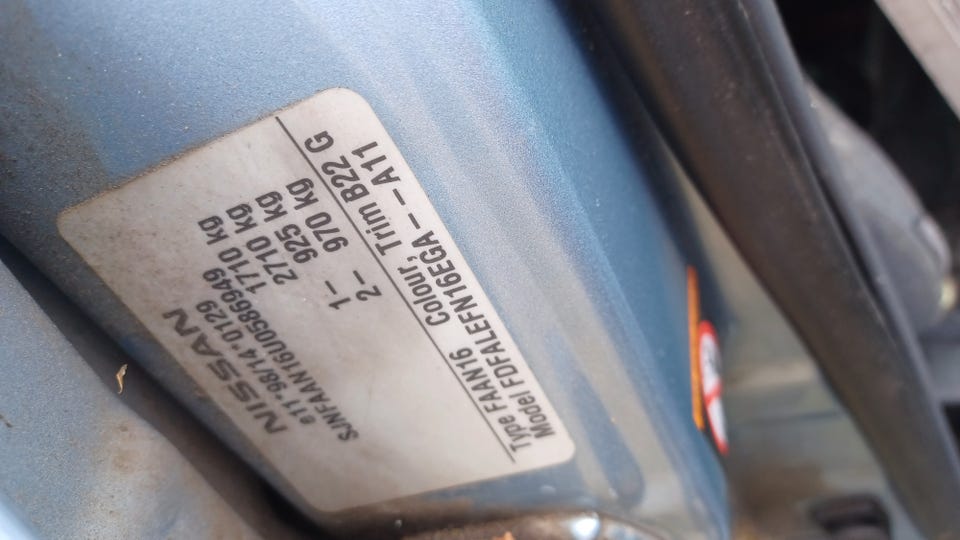 NISSAN
e11*98/14*0129
SJNFAAN16U0586949
1710 kg
2710 kg
1– 925 kg
2– 970 kg
Type FAAN16 Colour, Trim B22 G
Model FDFALEFN16EGA – – A11